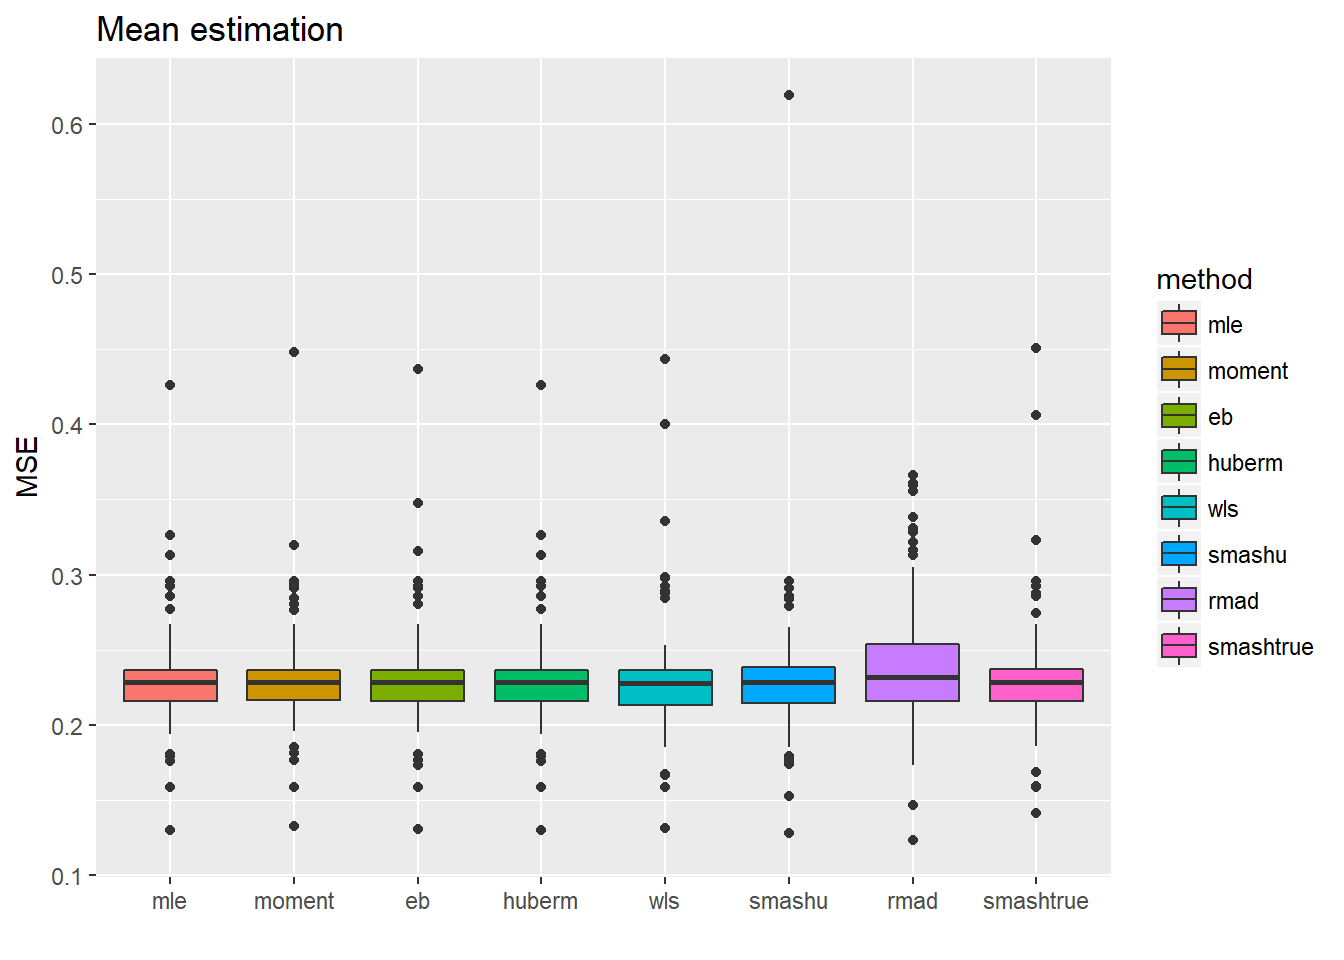 Mean estimation
MSE
0.6
0.5
0.4
0.3
0.2
0.1
mle moment eb huberm wls smashu rmad smashtrue
method
mle
moment
eb
huberm
wls
smashu
rmad
smashtrue